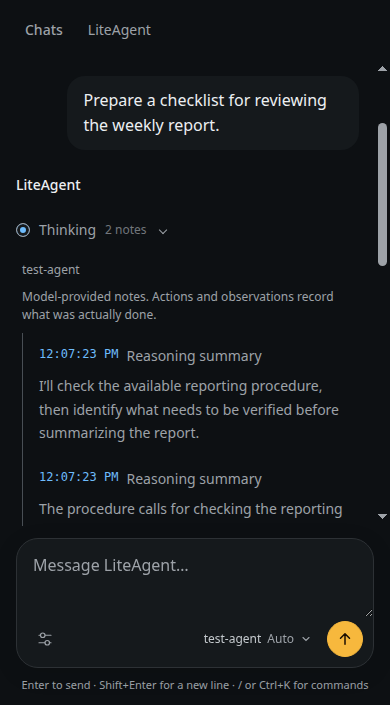 Chats LiteAgent
Prepare a checklist for reviewing
the weekly report.
LiteAgent
Thinking 2 notes
test-agent
Model-provided notes. Actions and observations record
what was actually done.
12:07:23 PM Reasoning summary
I’ll check the available reporting procedure,
then identify what needs to be verified before
summarizing the report.
12:07:23 PM Reasoning summary
The procedure calls for checking the reporting
Message LiteAgent...
test-agent Auto
Enter to send · Shift+Enter for a new line · / or Ctrl+K for commands